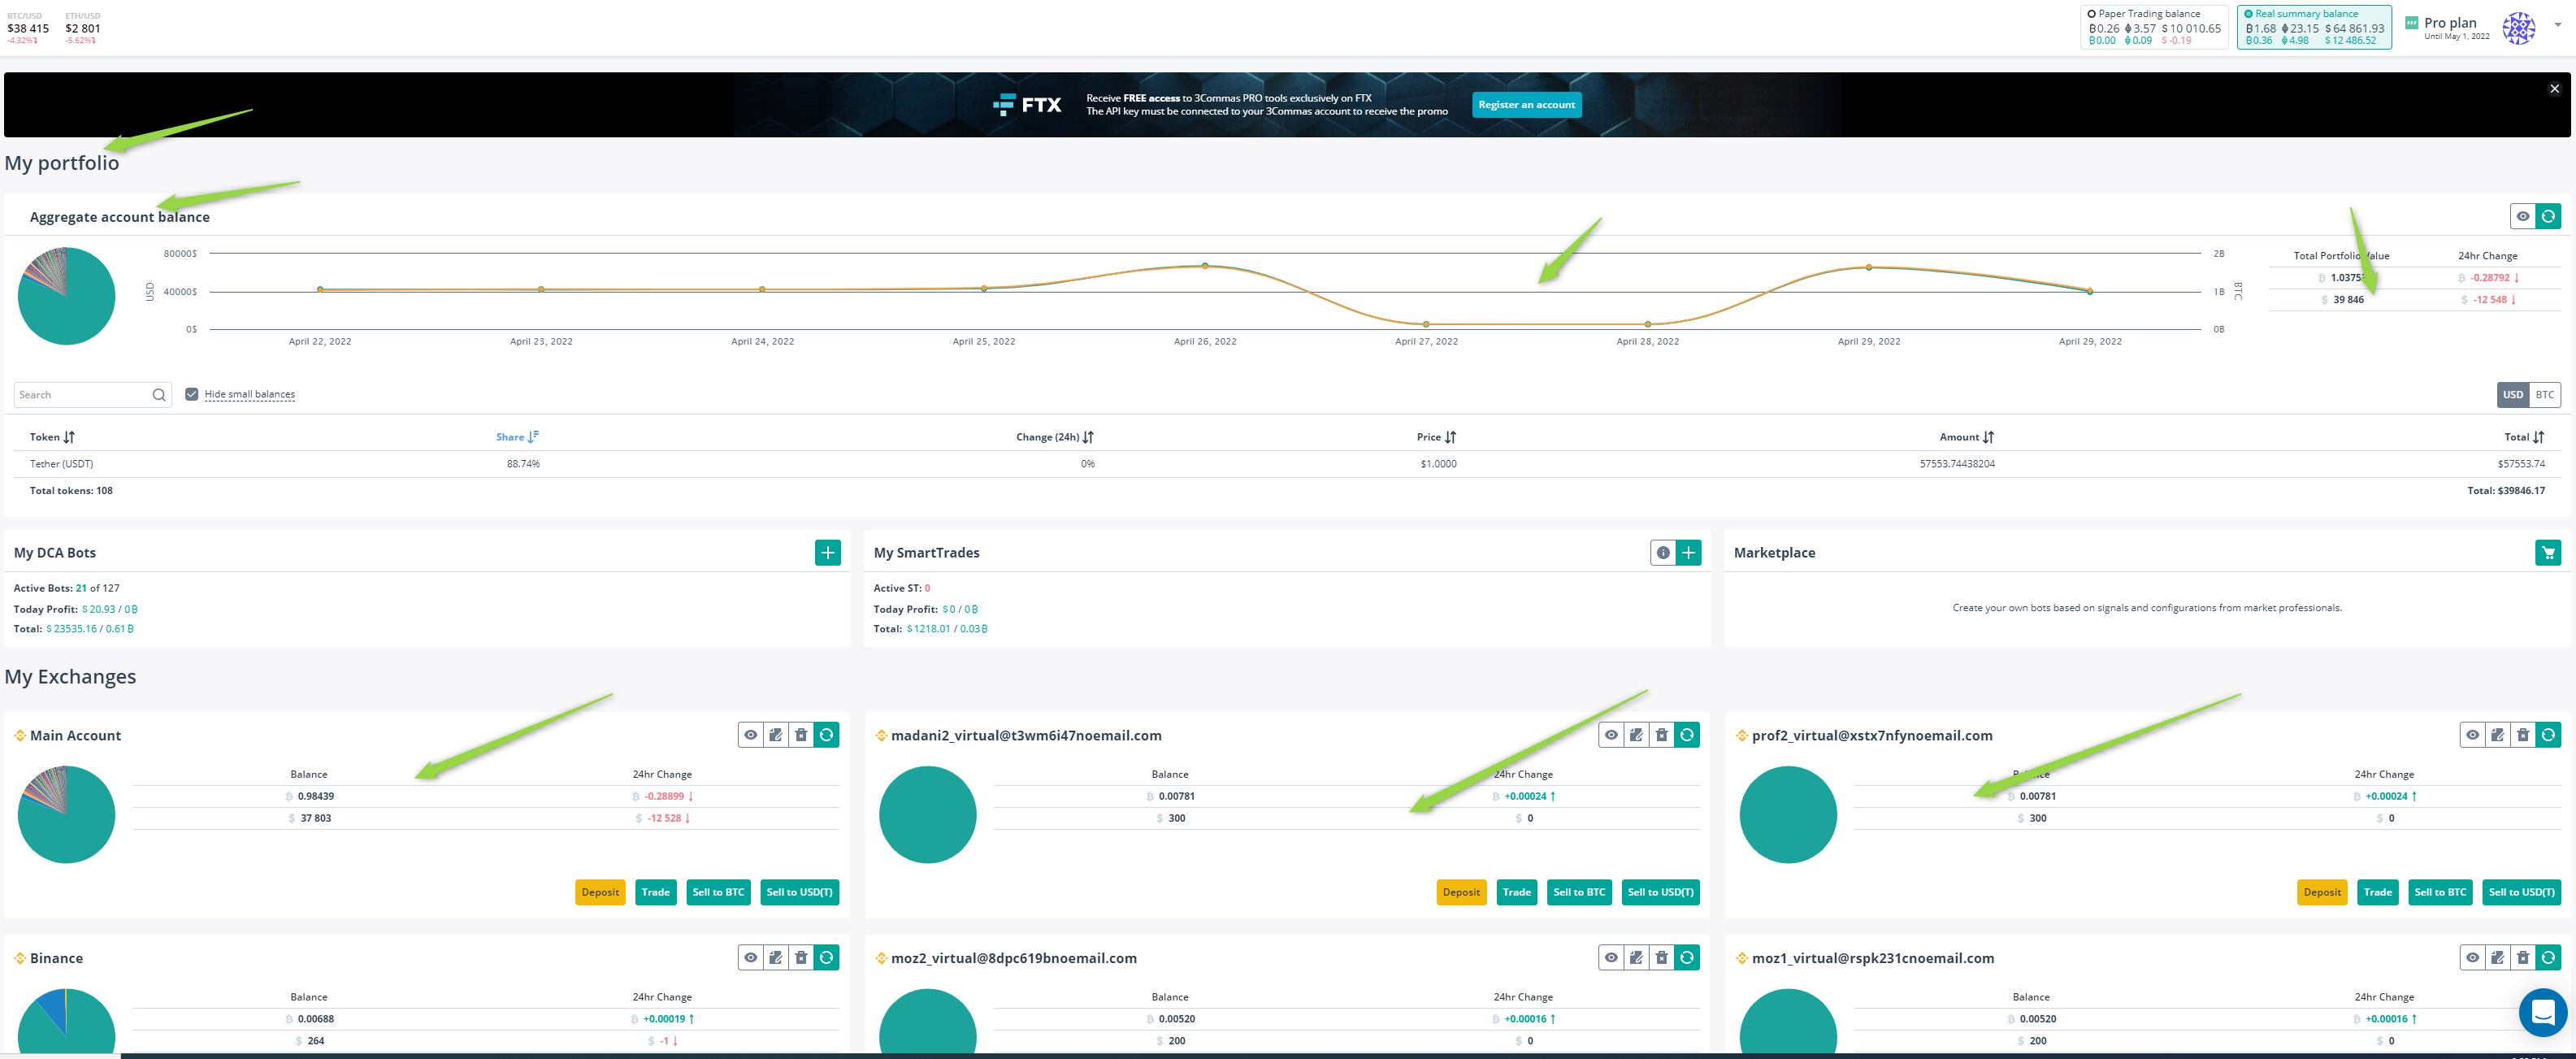 BTC/USD ETH/USD
$38 415 $2 801
-4.32% -5.62%
Paper Trading balance
₿0.26 3.57 $10 010.65
₿0.00 0.09 $-0.19
Real summary balance
₿1.68 23.15 $64 861.93
₿0.36 4.98 $12 486.52
Pro plan
Until May 1, 2022
FTX
Receive FREE access to 3Commas PRO tools exclusively on FTX
The API key must be connected to your 3Commas account to receive the promo
Register an account
My portfolio
Aggregate account balance
80000$
40000$
0$
USD
2B
1B
0B
BTC
April 22, 2022 April 23, 2022 April 24, 2022 April 25, 2022 April 26, 2022 April 27, 2022 April 28, 2022 April 29, 2022 April 29, 2022
Total Portfolio 24hr Change
₿ ₿ -0.28792 ↓
$ 39 846 $ -12 548 ↓
Search
Hide small balances
USD BTC
Token Share Change (24h) Price Amount Total
Tether (USDT) 88.74% 0% $1.0000 57553.74438204 $57553.74
Total tokens: 108 Total: $39846.17
My DCA Bots
Active Bots: 21 of 127
Today Profit: $20.93 / 0₿
Total: $23535.16 / 0.61₿
My SmartTrades
Active ST: 0
Today Profit: $0 / 0₿
Total: $1218.01 / 0.03₿
Marketplace
Create your own bots based on signals and configurations from market professionals.
My Exchanges
Main Account
Balance 24hr Change
₿ 0.98439 ₿ -0.28899 ↓
$ 37 803 $ -12 528 ↓
Deposit Trade Sell to BTC Sell to USD(T)
madani2_virtual@t3wm6i47noemail.com
Balance 24hr Change
₿ 0.00781 ₿ +0.00024 ↑
$ 300 $ 0
Deposit Trade Sell to BTC Sell to USD(T)
prof2_virtual@xstx7nfynoemail.com
24hr Change
₿ 0.00781 ₿ +0.00024 ↑
$ 300 $ 0
Deposit Trade Sell to BTC Sell to USD(T)
Binance
Balance 24hr Change
₿ 0.00688 ₿ +0.00019 ↑
$ 264 $ -1 ↓
moz2_virtual@8dpc619bnoemail.com
Balance 24hr Change
₿ 0.00520 ₿ +0.00016 ↑
$ 200 $ 0
moz1_virtual@rspk231cnoemail.com
Balance 24hr Change
₿ 0.00520 ₿ +0.00016 ↑
$ 200 $ 0